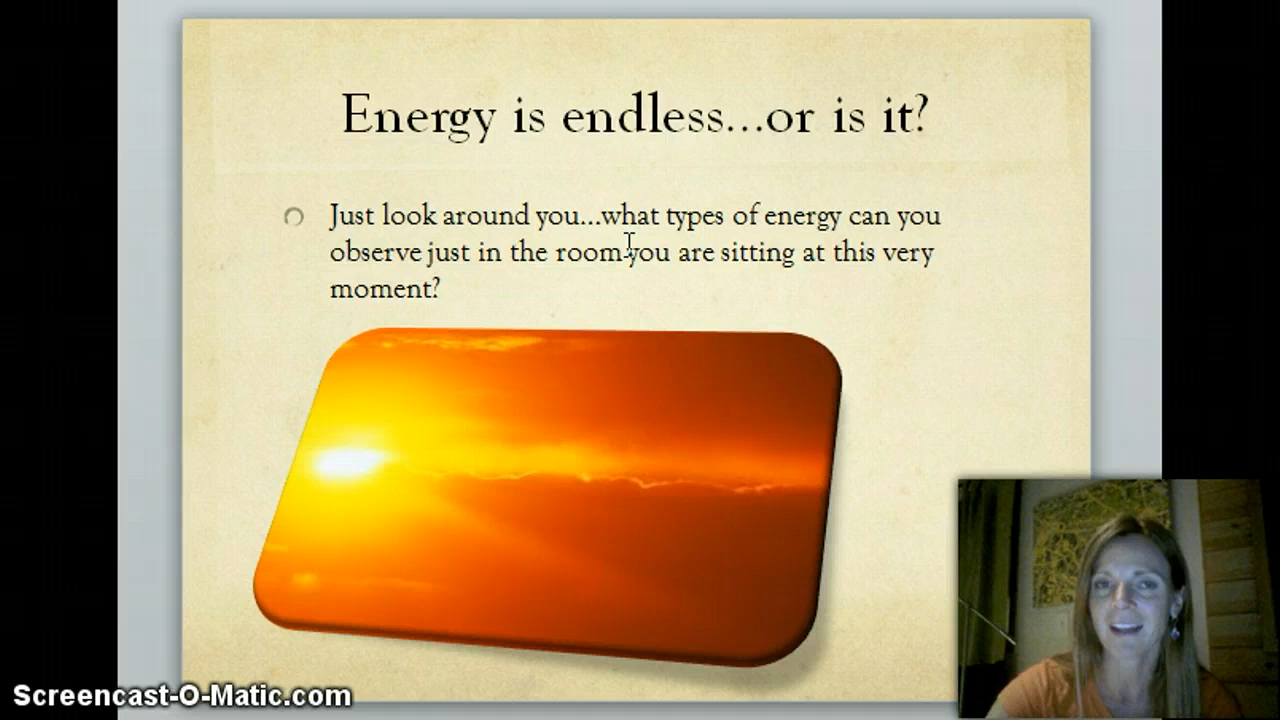 Energy is endless...or is it?
Just look around you...what types of energy can you
observe just in the room you are sitting at this very
moment?
Screencast-O-Matic.com